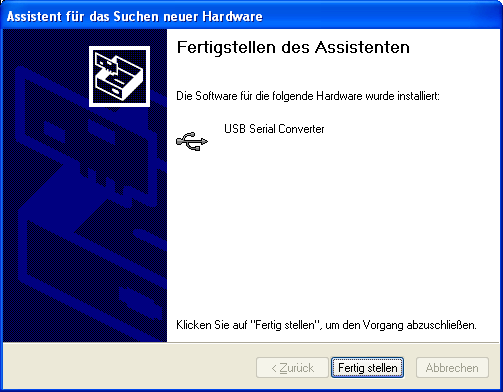 Assistent für das Suchen neuer Hardware
Fertigstellen des Assistenten
Die Software für die folgende Hardware wurde installiert:
USB Serial Converter
Klicken Sie auf "Fertig stellen", um den Vorgang abzuschließen.
< Zurück Fertig stellen Abbrechen